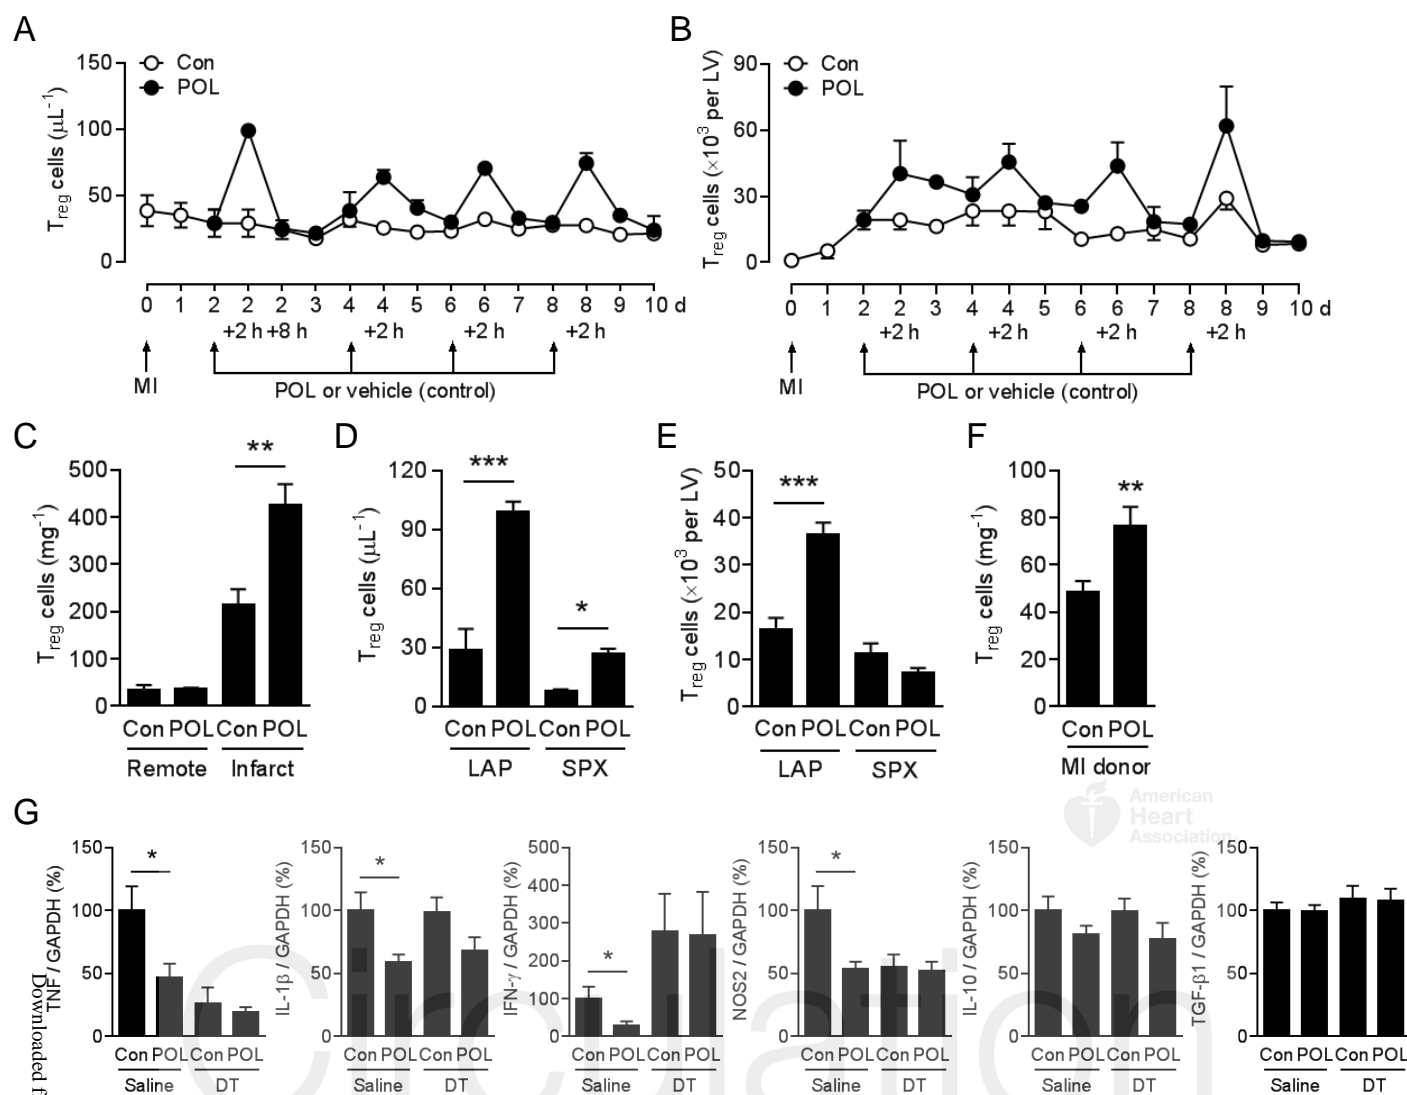 A
B
150
100
50
0
Treg cells (μL-1)
Con
POL
0 1 2 2 2 3 4 4 5 6 6 7 8 8 9 10 d
+2 h +8 h +2 h +2 h +2 h
MI
POL or vehicle (control)
90
60
30
0
Treg cells (×10³ per LV)
Con
POL
0 1 2 2 3 4 4 5 6 6 7 8 8 9 10 d
+2 h +2 h +2 h +2 h
MI
POL or vehicle (control)
C
D
E
F
500
400
300
200
100
0
Treg cells (mg-1)
**
Con POL Con POL
Remote Infarct
120
90
60
30
0
Treg cells (μL-1)
***
*
Con POL Con POL
LAP SPX
50
40
30
20
10
0
Treg cells (×10³ per LV)
***
Con POL Con POL
LAP SPX
100
80
60
40
20
0
Treg cells (mg-1)
**
Con POL
MI donor
American
Heart
Association
G
150
100
50
0
TNF / GAPDH (%)
*
Con POL Con POL
Saline DT
150
100
50
0
IL-1β / GAPDH (%)
*
Con POL Con POL
Saline DT
500
400
300
200
100
0
IFN-γ / GAPDH (%)
*
Con POL Con POL
Saline DT
150
100
50
0
NOS2 / GAPDH (%)
*
Con POL Con POL
Saline DT
150
100
50
0
IL-10 / GAPDH (%)
Con POL Con POL
Saline DT
150
100
50
0
TGF-β1 / GAPDH (%)
Con POL Con POL
Saline DT
Circulation
Downloaded